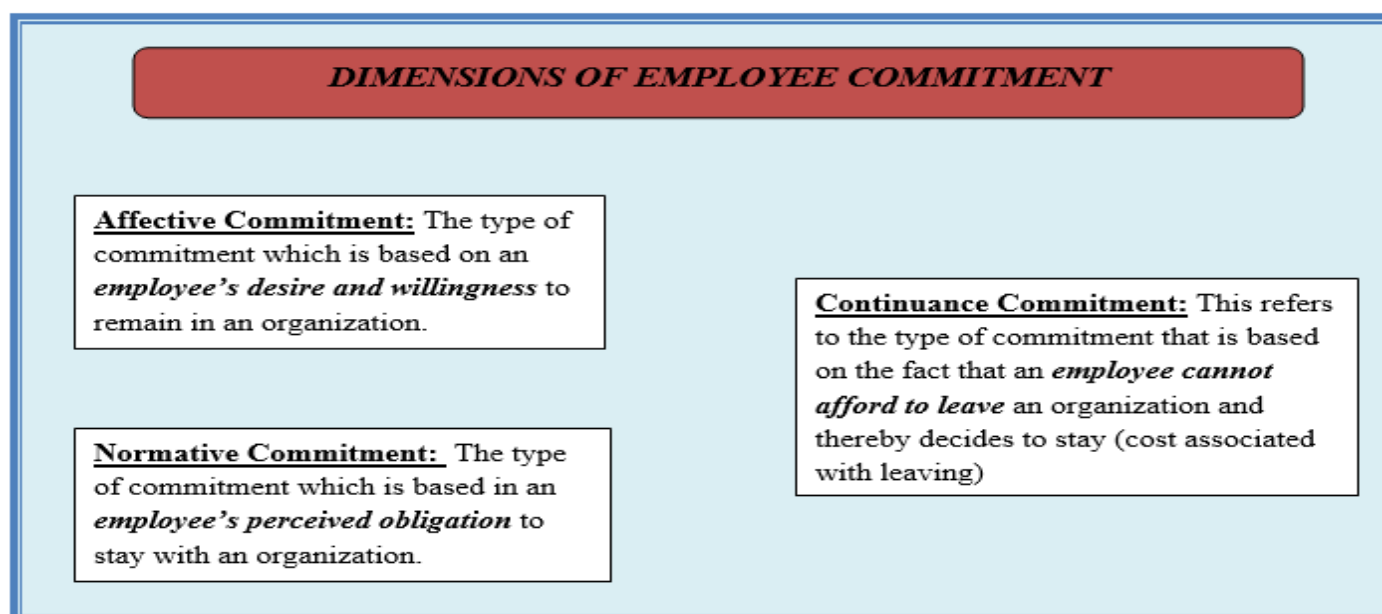 DIMENSIONS OF EMPLOYEE COMMITMENT
Affective Commitment: The type of
commitment which is based on an
employee’s desire and willingness to
remain in an organization.
Normative Commitment: The type
of commitment which is based in an
employee’s perceived obligation to
stay with an organization.
Continuance Commitment: This refers
to the type of commitment that is based
on the fact that an employee cannot
afford to leave an organization and
thereby decides to stay (cost associated
with leaving)